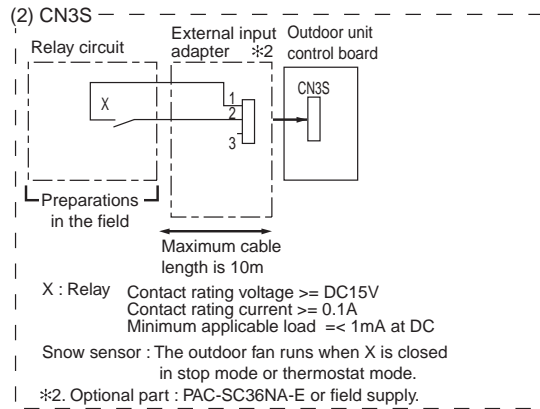 (2) CN3S
Relay circuit
External input
adapter ✻2
Outdoor unit
control board
X
1
2
3
CN3S
Preparations
in the field
Maximum cable
length is 10m
X : Relay Contact rating voltage >= DC15V
Contact rating current >= 0.1A
Minimum applicable load =< 1mA at DC
Snow sensor : The outdoor fan runs when X is closed
in stop mode or thermostat mode.
✻2. Optional part : PAC-SC36NA-E or field supply.